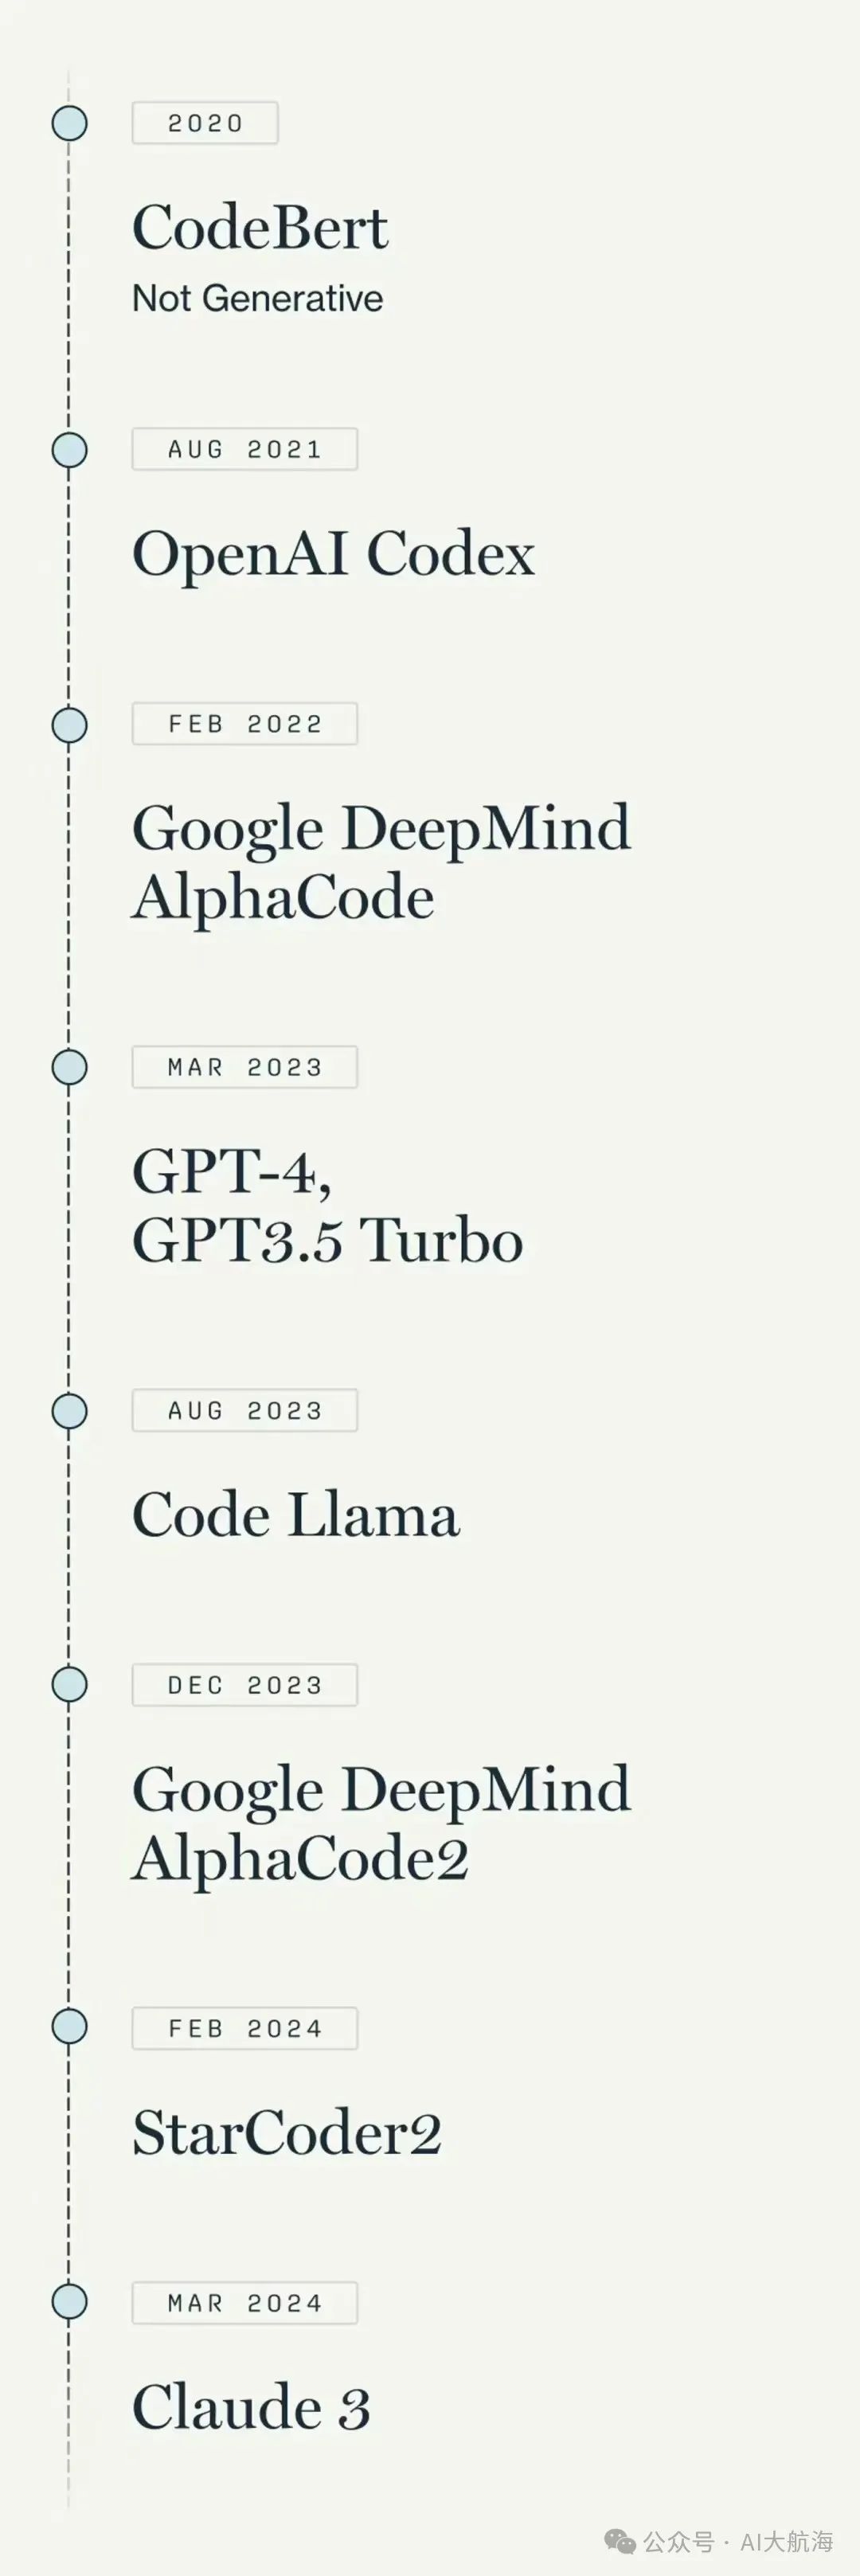 2020
CodeBert
Not Generative
AUG 2021
OpenAI Codex
FEB 2022
Google DeepMind
AlphaCode
MAR 2023
GPT-4,
GPT3.5 Turbo
AUG 2023
Code Llama
DEC 2023
Google DeepMind
AlphaCode2
FEB 2024
StarCoder2
MAR 2024
Claude 3
公众号 · AI大航海